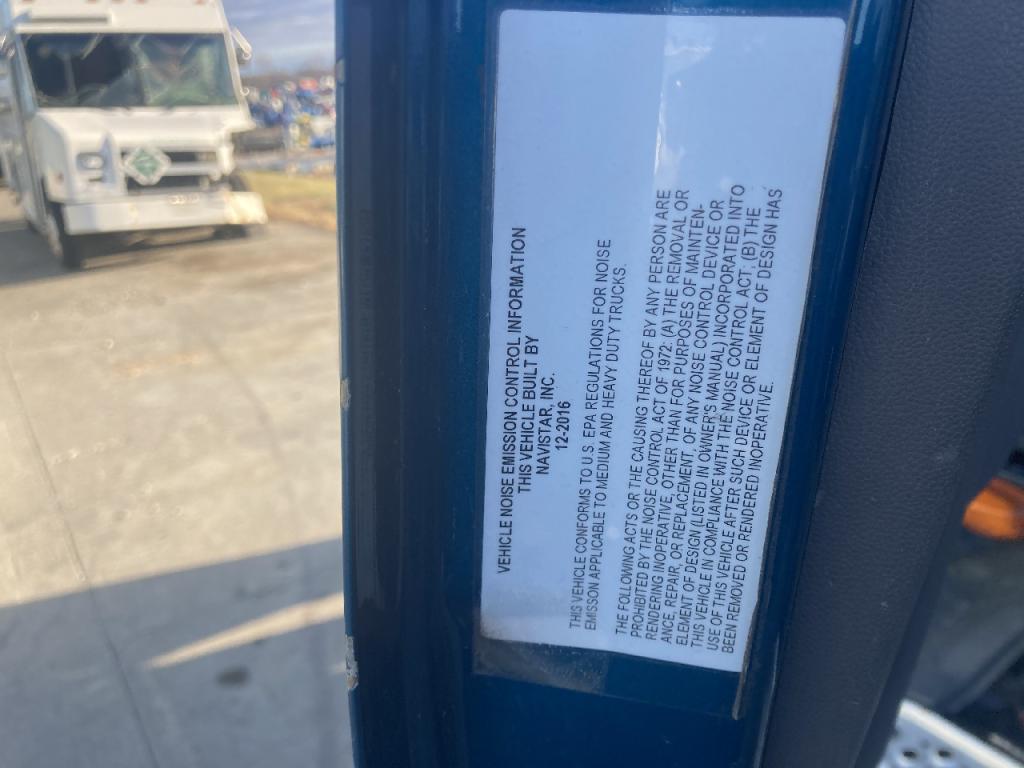 VEHICLE NOISE EMISSION CONTROL INFORMATION
THIS VEHICLE BUILT BY
NAVISTAR, INC.
12-2016
THIS VEHICLE CONFORMS TO U.S. EPA REGULATIONS FOR NOISE
EMISSON APPLICABLE TO MEDIUM AND HEAVY DUTY TRUCKS.
THE FOLLOWING ACTS OR THE CAUSING THEREOF BY ANY PERSON ARE
PROHIBITED BY THE NOISE CONTROL ACT OF 1972: (A) THE REMOVAL OR
RENDERING INOPERATIVE, OTHER THAN FOR PURPOSES OF MAINTEN-
ANCE, REPAIR, OR REPLACEMENT, OF ANY NOISE CONTROL DEVICE OR
ELEMENT OF DESIGN (LISTED IN OWNER'S MANUAL) INCORPORATED INTO
THIS VEHICLE IN COMPLIANCE WITH THE NOISE CONTROL ACT; (B) THE
USE OF THIS VEHICLE AFTER SUCH DEVICE OR ELEMENT OF DESIGN HAS
BEEN REMOVED OR RENDERED INOPERATIVE.